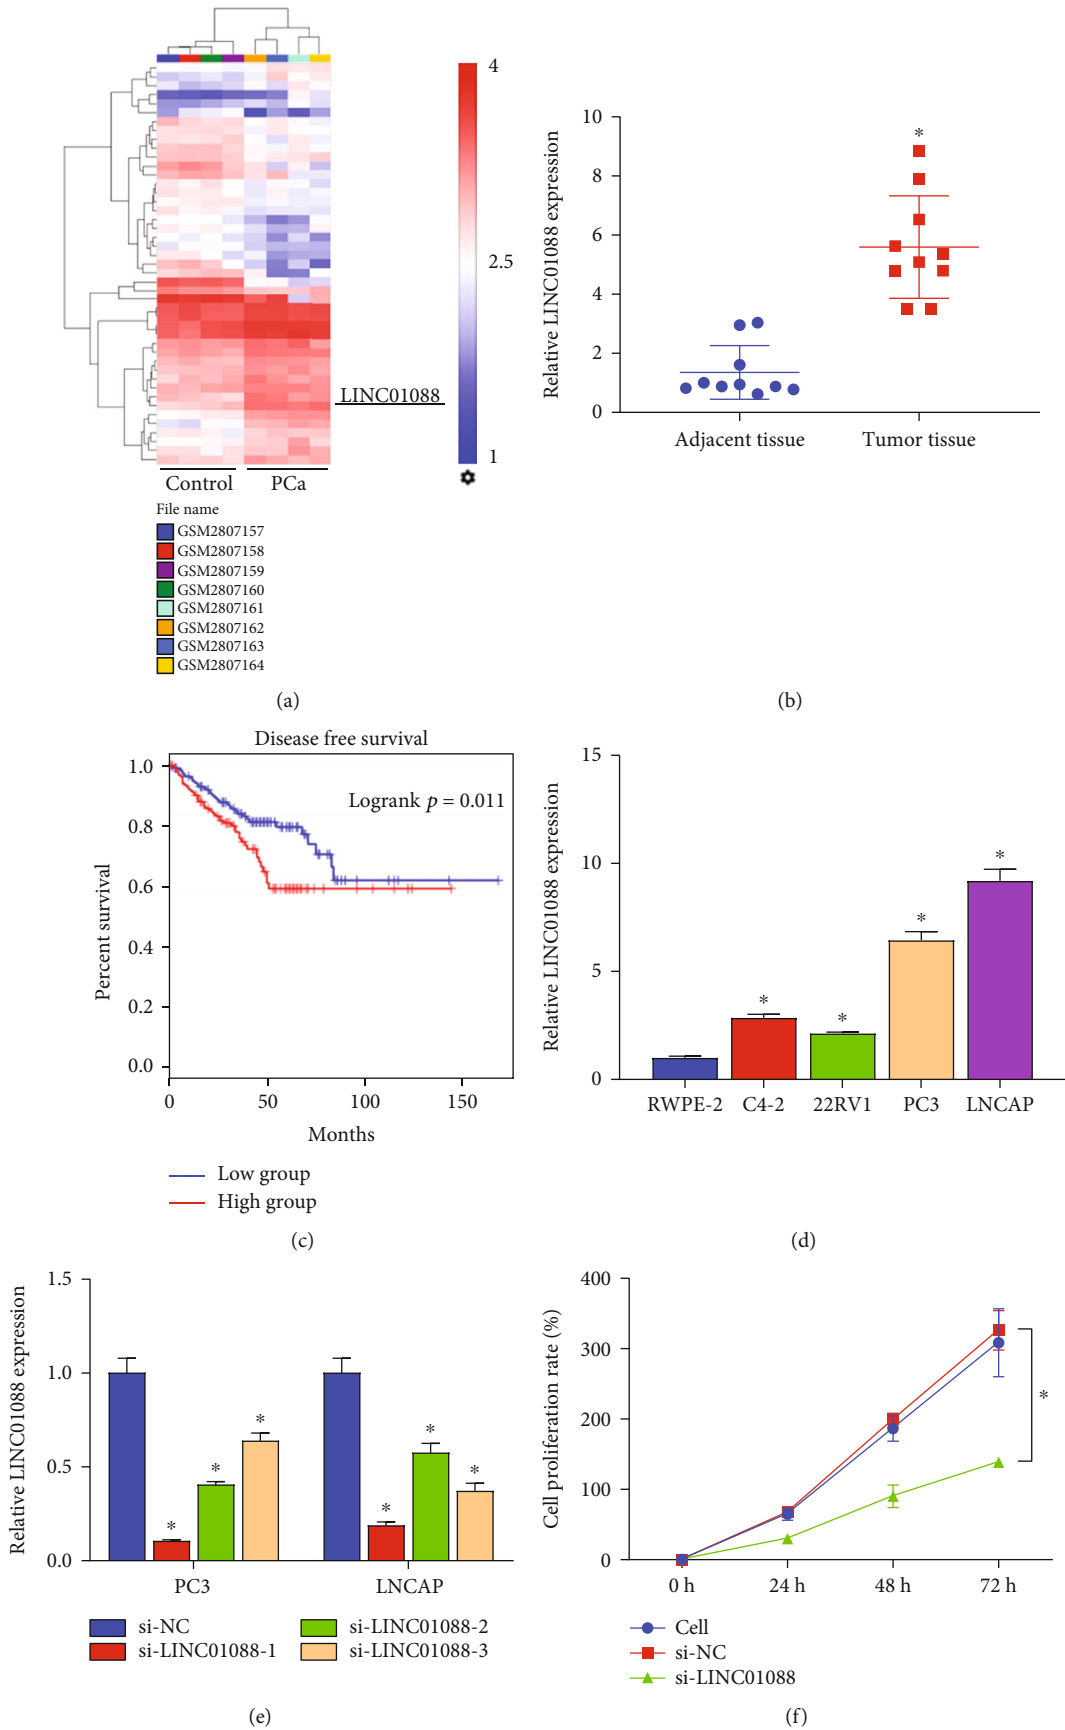 4
2.5
1
LINC01088
Control
PCa
File name
GSM2807157
GSM2807158
GSM2807159
GSM2807160
GSM2807161
GSM2807162
GSM2807163
GSM2807164
(a)
Relative LINC01088 expression
10
8
6
4
2
0
*
Adjacent tissue
Tumor tissue
(b)
Disease free survival
Logrank p = 0.011
Percent survival
1.0
0.8
0.6
0.4
0.2
0.0
0
50
100
150
Months
Low group
High group
(c)
Relative LINC01088 expression
15
10
5
0
*
*
*
*
RWPE-2
C4-2
22RV1
PC3
LNCAP
(d)
Relative LINC01088 expression
1.5
1.0
0.5
0.0
*
*
*
*
*
*
PC3
LNCAP
si-NC
si-LINC01088-1
si-LINC01088-2
si-LINC01088-3
(e)
Cell proliferation rate (%)
400
300
200
100
0
*
0 h
24 h
48 h
72 h
Cell
si-NC
si-LINC01088
(f)